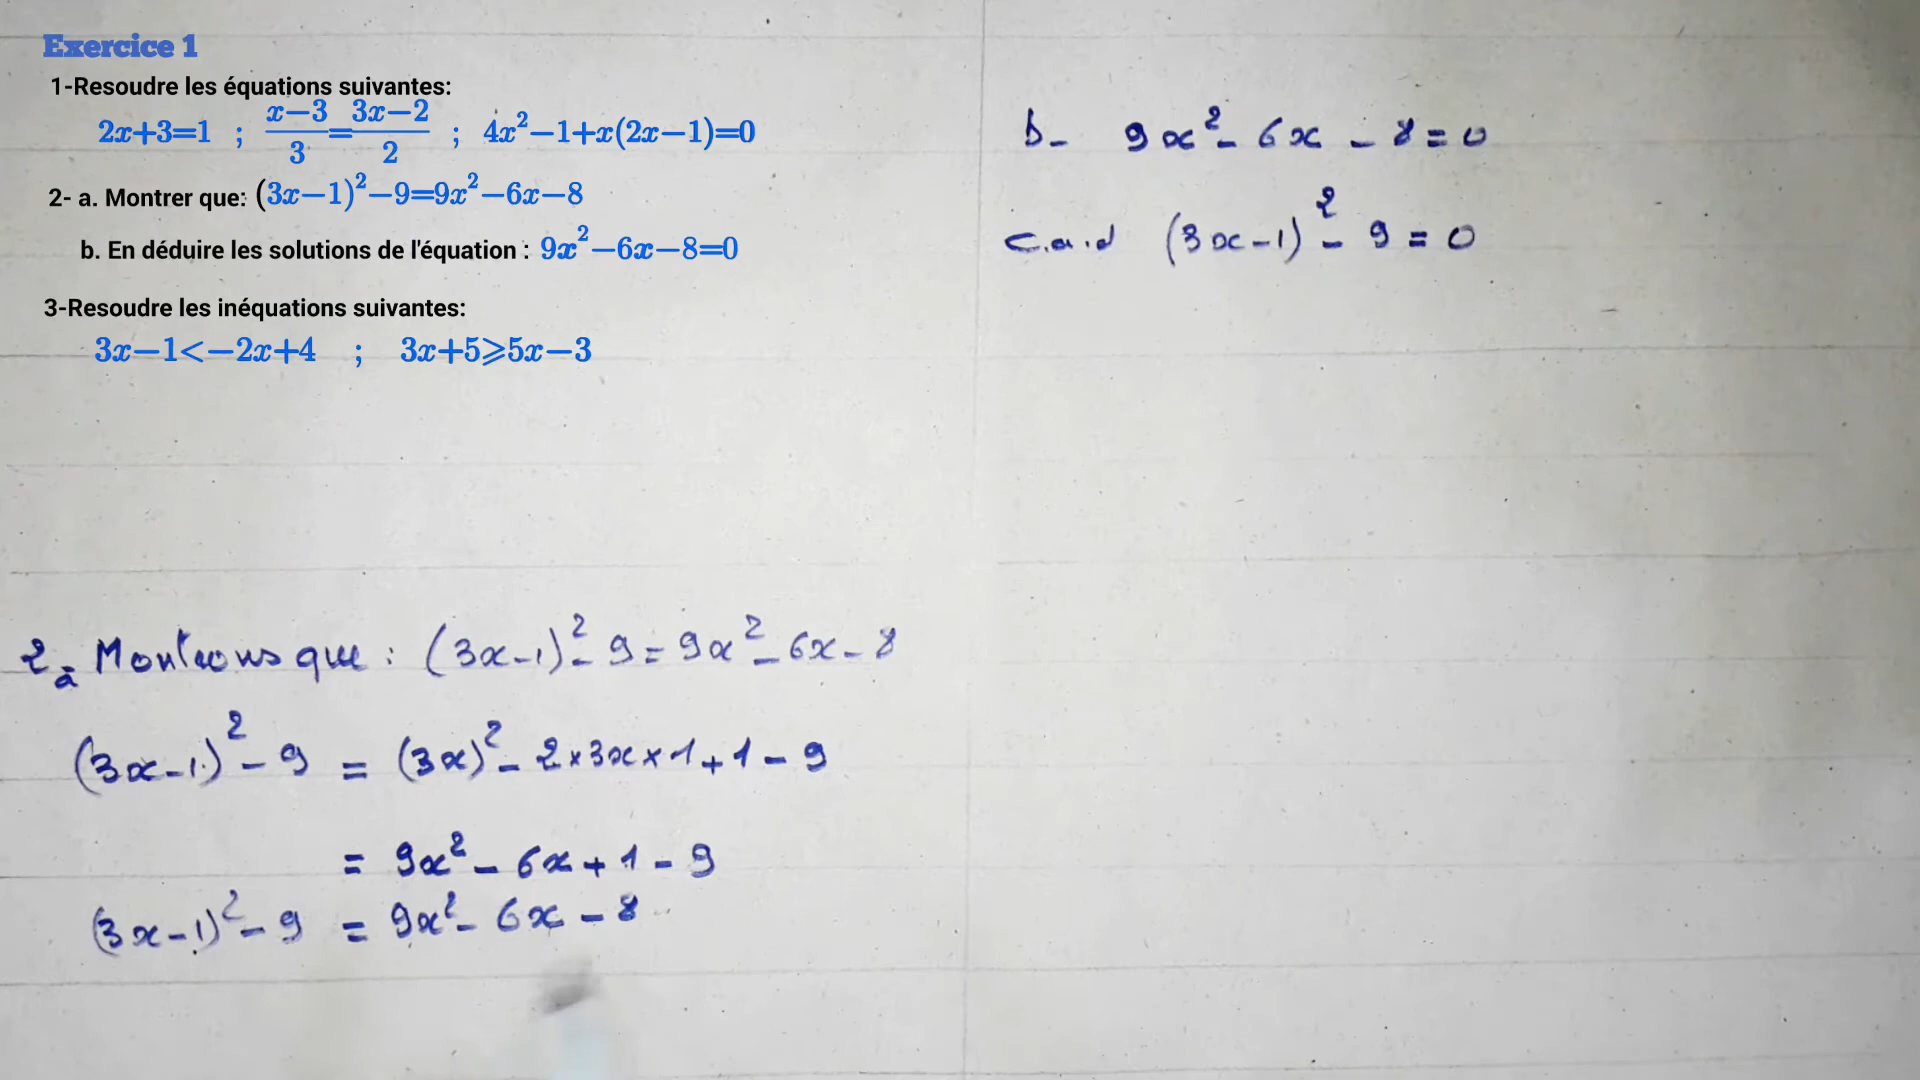 Exercice 1
1-Resoudre les équations suivantes:
2x+3=1 ; \frac{x-3}{3}=\frac{3x-2}{2} ; 4x²-1+x(2x-1)=0
2- a. Montrer que: (3x-1)²-9=9x²-6x-8
b. En déduire les solutions de l'équation : 9x²-6x-8=0
3-Resoudre les inéquations suivantes:
3x-1<-2x+4 ; 3x+5⩾5x-3
2-a Montrons que : (3x-1)²-9=9x²-6x-8
(3x-1)²-9 = (3x)²-2×3x×1+1-9
= 9x²-6x+1-9
(3x-1)²-9 = 9x²-6x-8
b- 9x²-6x-8=0
c.a.d (3x-1)²-9=0